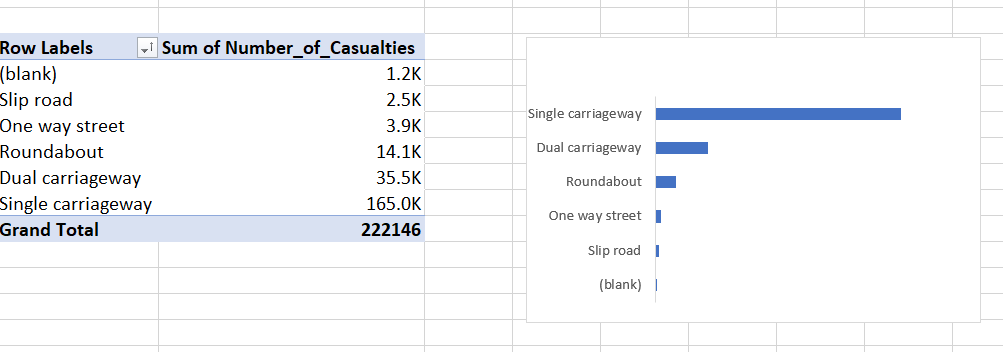 Row Labels Sum of Number_of_Casualties
(blank) 1.2K
Slip road 2.5K
One way street 3.9K
Roundabout 14.1K
Dual carriageway 35.5K
Single carriageway 165.0K
Grand Total 222146
Single carriageway
Dual carriageway
Roundabout
One way street
Slip road
(blank)